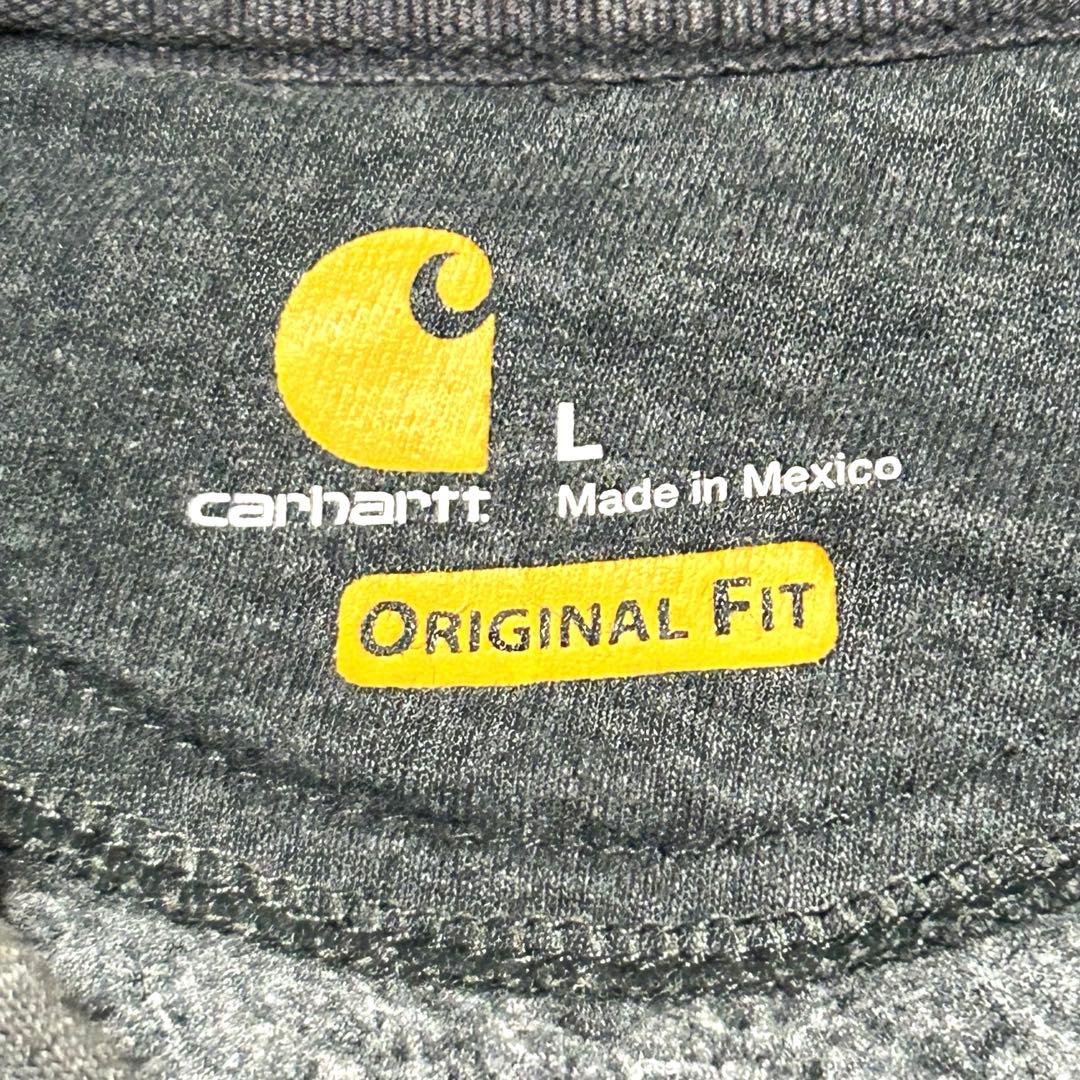 carhartt.
L
Made in Mexico
ORIGINAL FIT